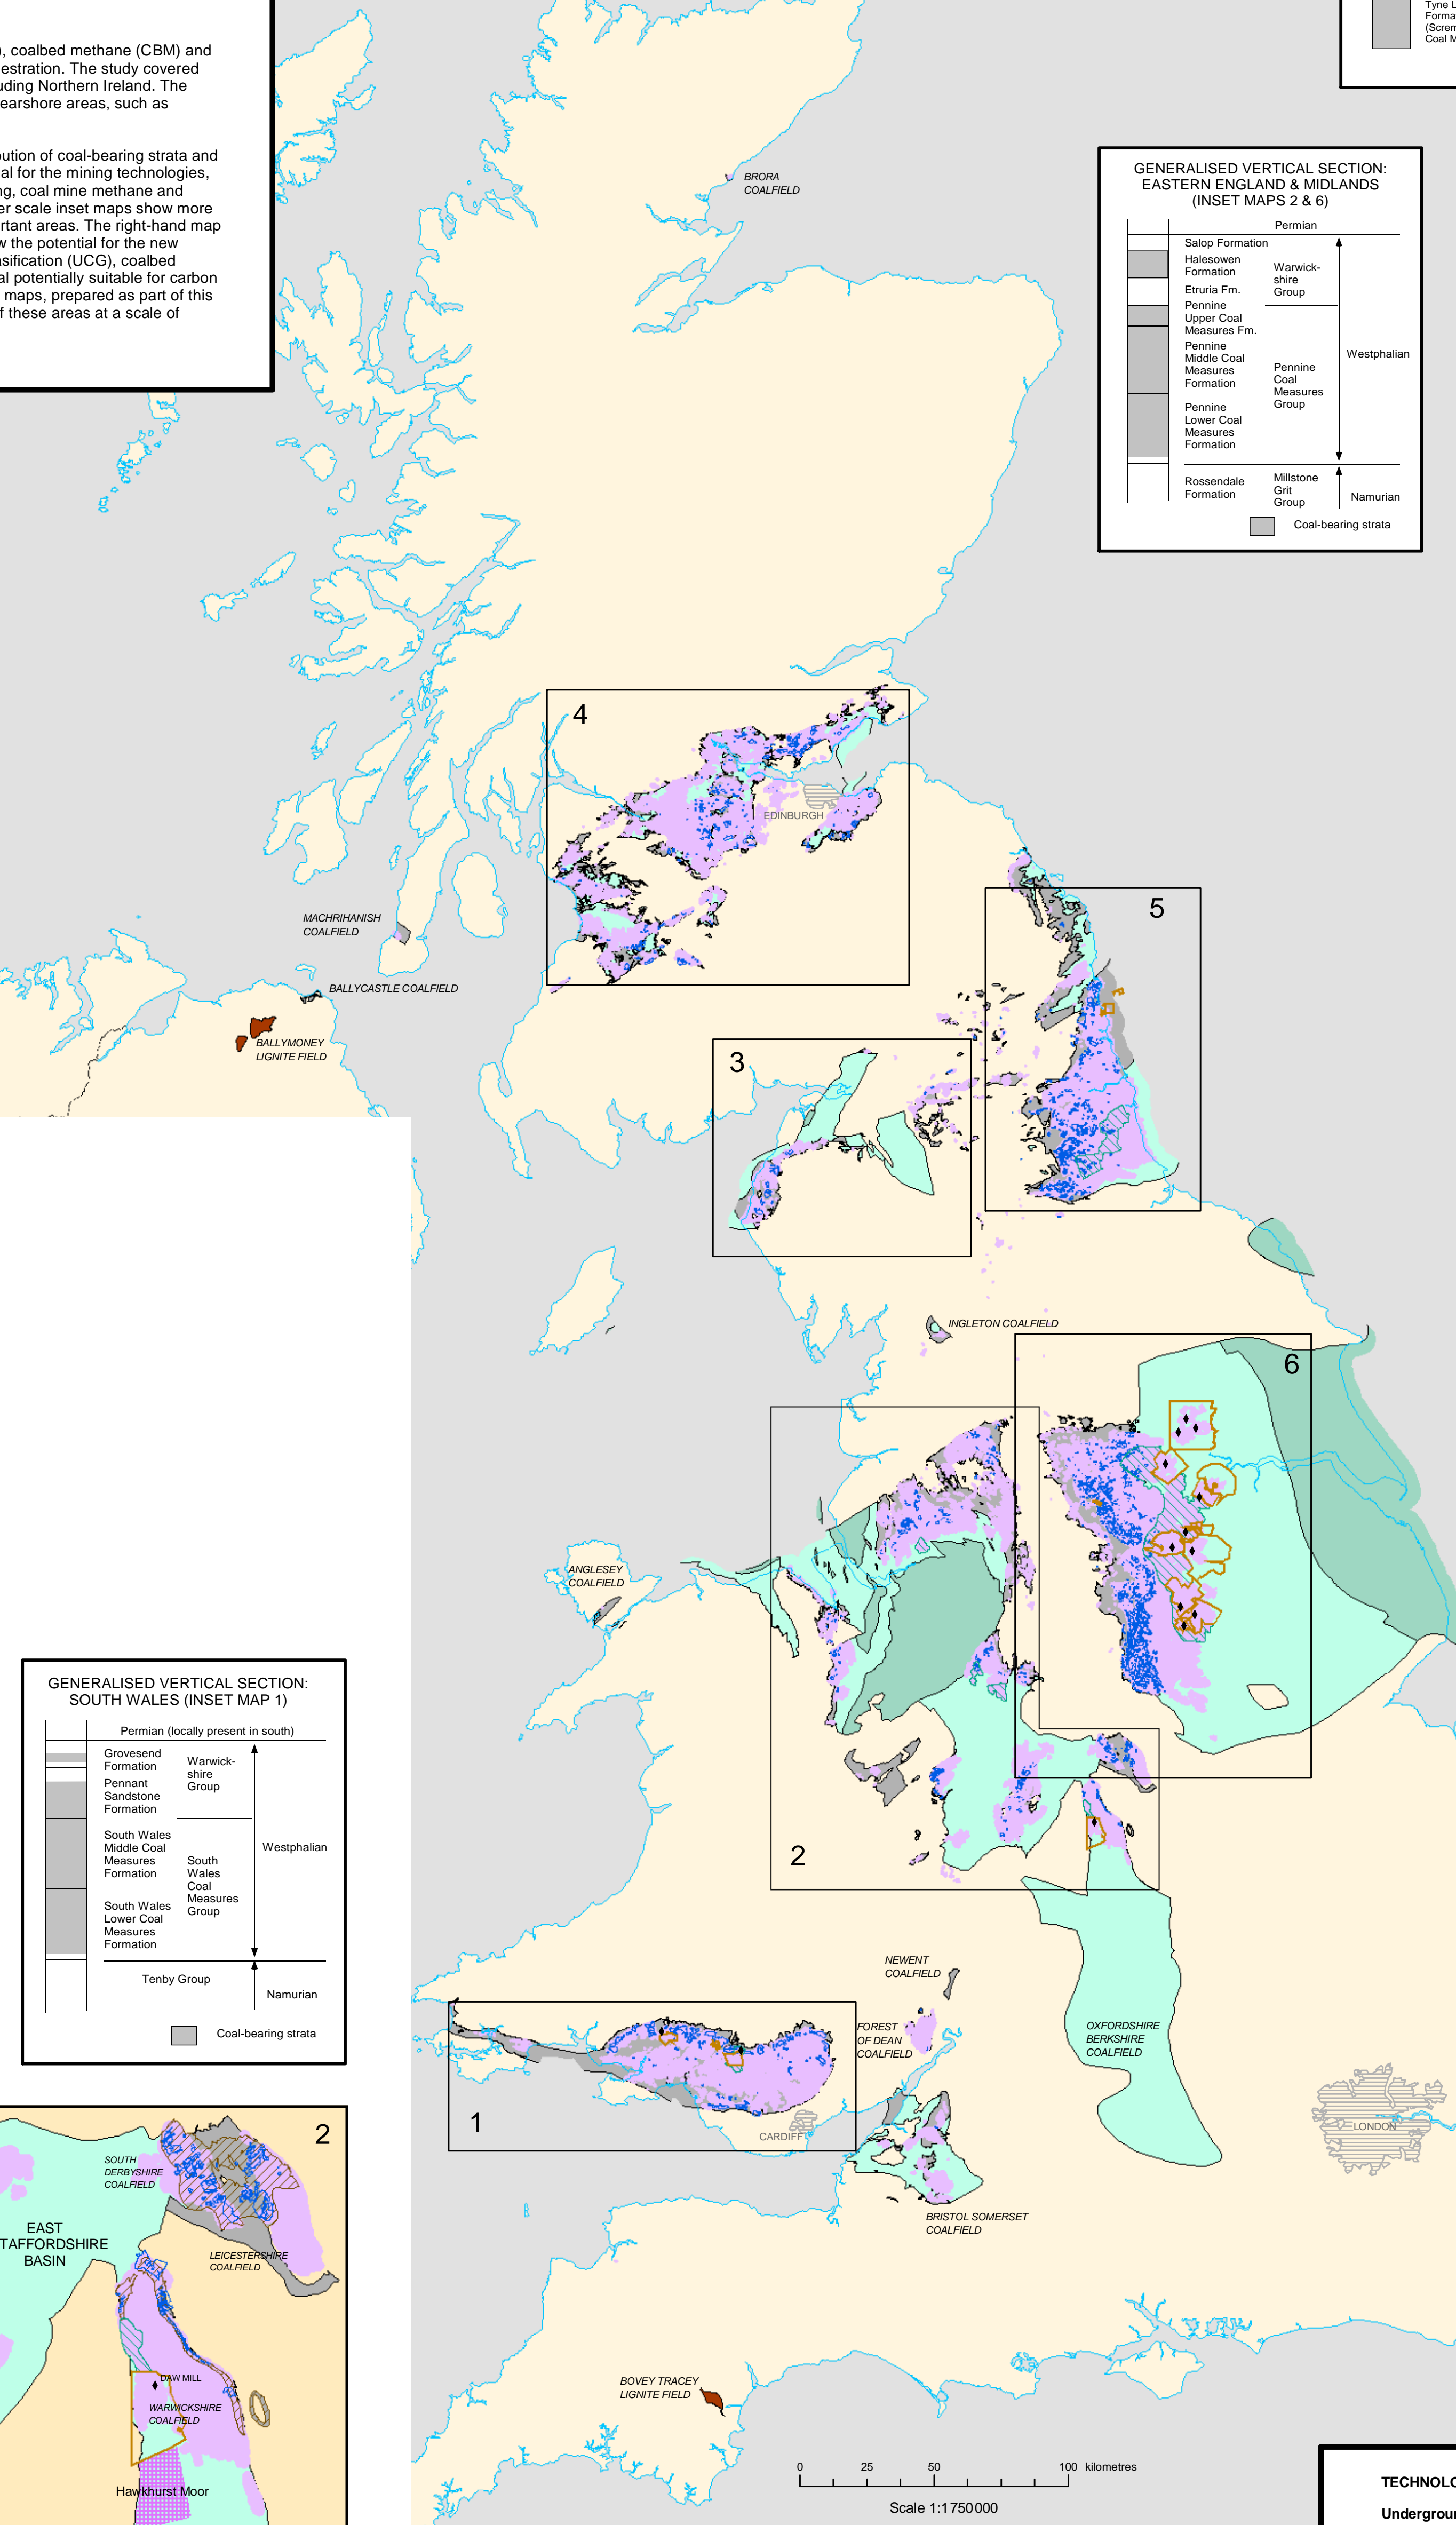 ), coalbed methane (CBM) and
estration. The study covered
uding Northern Ireland. The
earshore areas, such as
ution of coal-bearing strata and
al for the mining technologies,
ng, coal mine methane and
er scale inset maps show more
rtant areas. The right-hand map
w the potential for the new
asification (UCG), coalbed
al potentially suitable for carbon
maps, prepared as part of this
f these areas at a scale of
Tyne L
Forma
(Screm
Coal M
BRORA
COALFIELD
GENERALISED VERTICAL SECTION:
EASTERN ENGLAND & MIDLANDS
(INSET MAPS 2 & 6)
Permian
Salop Formation
Halesowen
Formation
Warwick-
shire
Group
Etruria Fm.
Pennine
Upper Coal
Measures Fm.
Pennine
Middle Coal
Measures
Formation
Westphalian
Pennine
Coal
Measures
Group
Pennine
Lower Coal
Measures
Formation
Rossendale
Formation
Millstone
Grit
Group
Namurian
Coal-bearing strata
4
EDINBURGH
5
MACHRIHANISH
COALFIELD
BALLYCASTLE COALFIELD
BALLYMONEY
LIGNITE FIELD
3
INGLETON COALFIELD
6
ANGLESEY
COALFIELD
2
GENERALISED VERTICAL SECTION:
SOUTH WALES (INSET MAP 1)
Permian (locally present in south)
Grovesend
Formation
Warwick-
shire
Group
Pennant
Sandstone
Formation
South Wales
Middle Coal
Measures
Formation
Westphalian
South
Wales
Coal
Measures
Group
South Wales
Lower Coal
Measures
Formation
Tenby Group
Namurian
Coal-bearing strata
NEWENT
COALFIELD
FOREST
OF DEAN
COALFIELD
OXFORDSHIRE
BERKSHIRE
COALFIELD
1
CARDIFF
LONDON
BRISTOL SOMERSET
COALFIELD
2
SOUTH
DERBYSHIRE
COALFIELD
EAST
TAFFORDSHIRE
BASIN
LEICESTERSHIRE
COALFIELD
DAW MILL
WARWICKSHIRE
COALFIELD
Hawkhurst Moor
BOVEY TRACEY
LIGNITE FIELD
0 25 50 100 kilometres
Scale 1:1750000
TECHNOLO
Undergroun